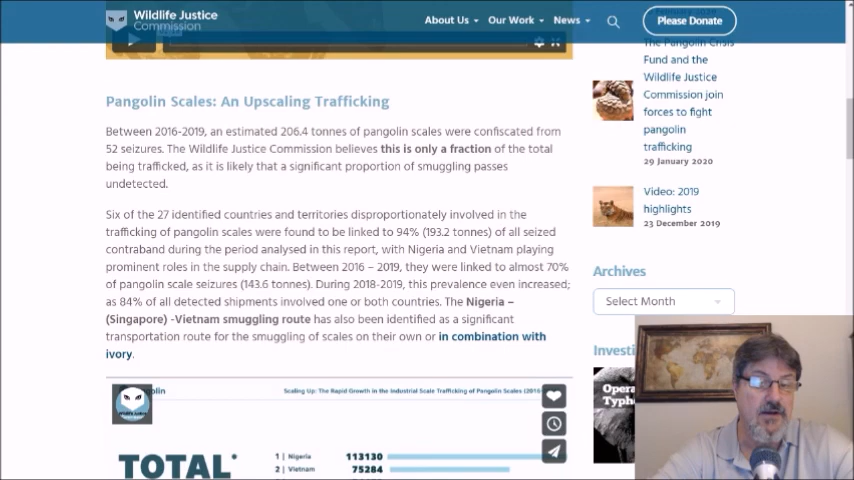 Wildlife Justice
Commission
About Us
Our Work
News
Please Donate
Pangolin Scales: An Upscaling Trafficking
Between 2016-2019, an estimated 206.4 tonnes of pangolin scales were confiscated from
52 seizures. The Wildlife Justice Commission believes this is only a fraction of the total
being trafficked, as it is likely that a significant proportion of smuggling passes
undetected.
Six of the 27 identified countries and territories disproportionately involved in the
trafficking of pangolin scales were found to be linked to 94% (193.2 tonnes) of all seized
contraband during the period analysed in this report, with Nigeria and Vietnam playing
prominent roles in the supply chain. Between 2016 – 2019, they were linked to almost 70%
of pangolin scale seizures (143.6 tonnes). During 2018-2019, this prevalence even increased;
as 84% of all detected shipments involved one or both countries. The Nigeria –
(Singapore) -Vietnam smuggling route has also been identified as a significant
transportation route for the smuggling of scales on their own or in combination with
ivory.
Scaling Up: The Rapid Growth in the Industrial Scale Trafficking of Pangolin Scales
TOTAL*
1 | Nigeria 113130
2 | Vietnam 75284
The Pangolin Crisis
Fund and the
Wildlife Justice
Commission join
forces to fight
pangolin
trafficking
29 January 2020
Video: 2019
highlights
23 December 2019
Archives
Select Month
Investi
Opera
Typh